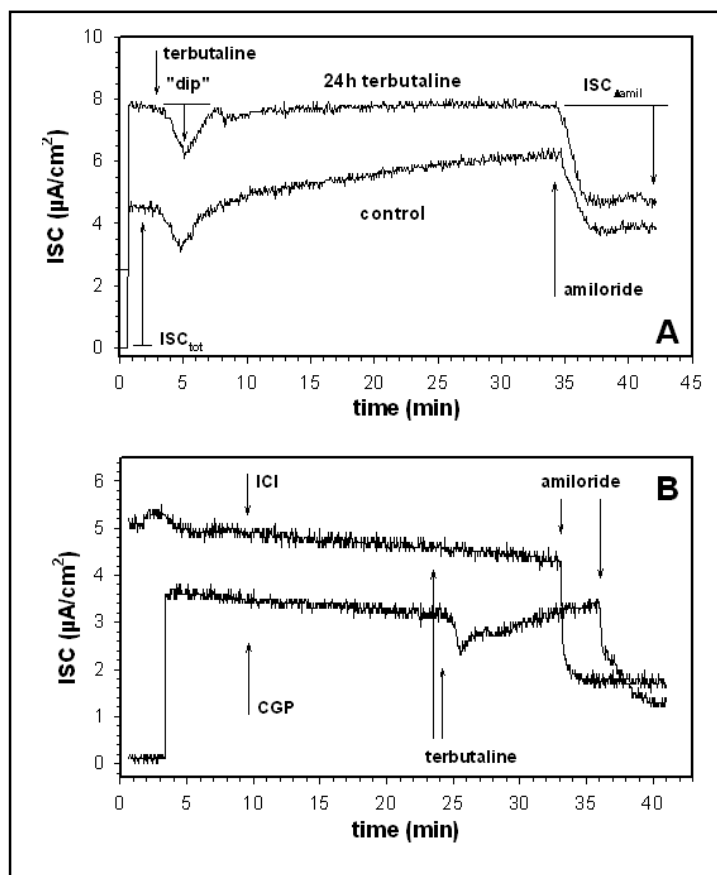 10
terbutaline
"dip"
24h terbutaline
ISC▲amil
8
6
4
control
2
amiloride
0
ISCtot
A
ISC (µA/cm²)
0 5 10 15 20 25 30 35 40 45
time (min)
6
ICI
amiloride
B
5
4
3
2
CGP
1
terbutaline
0
ISC (µA/cm²)
0 5 10 15 20 25 30 35 40
time (min)